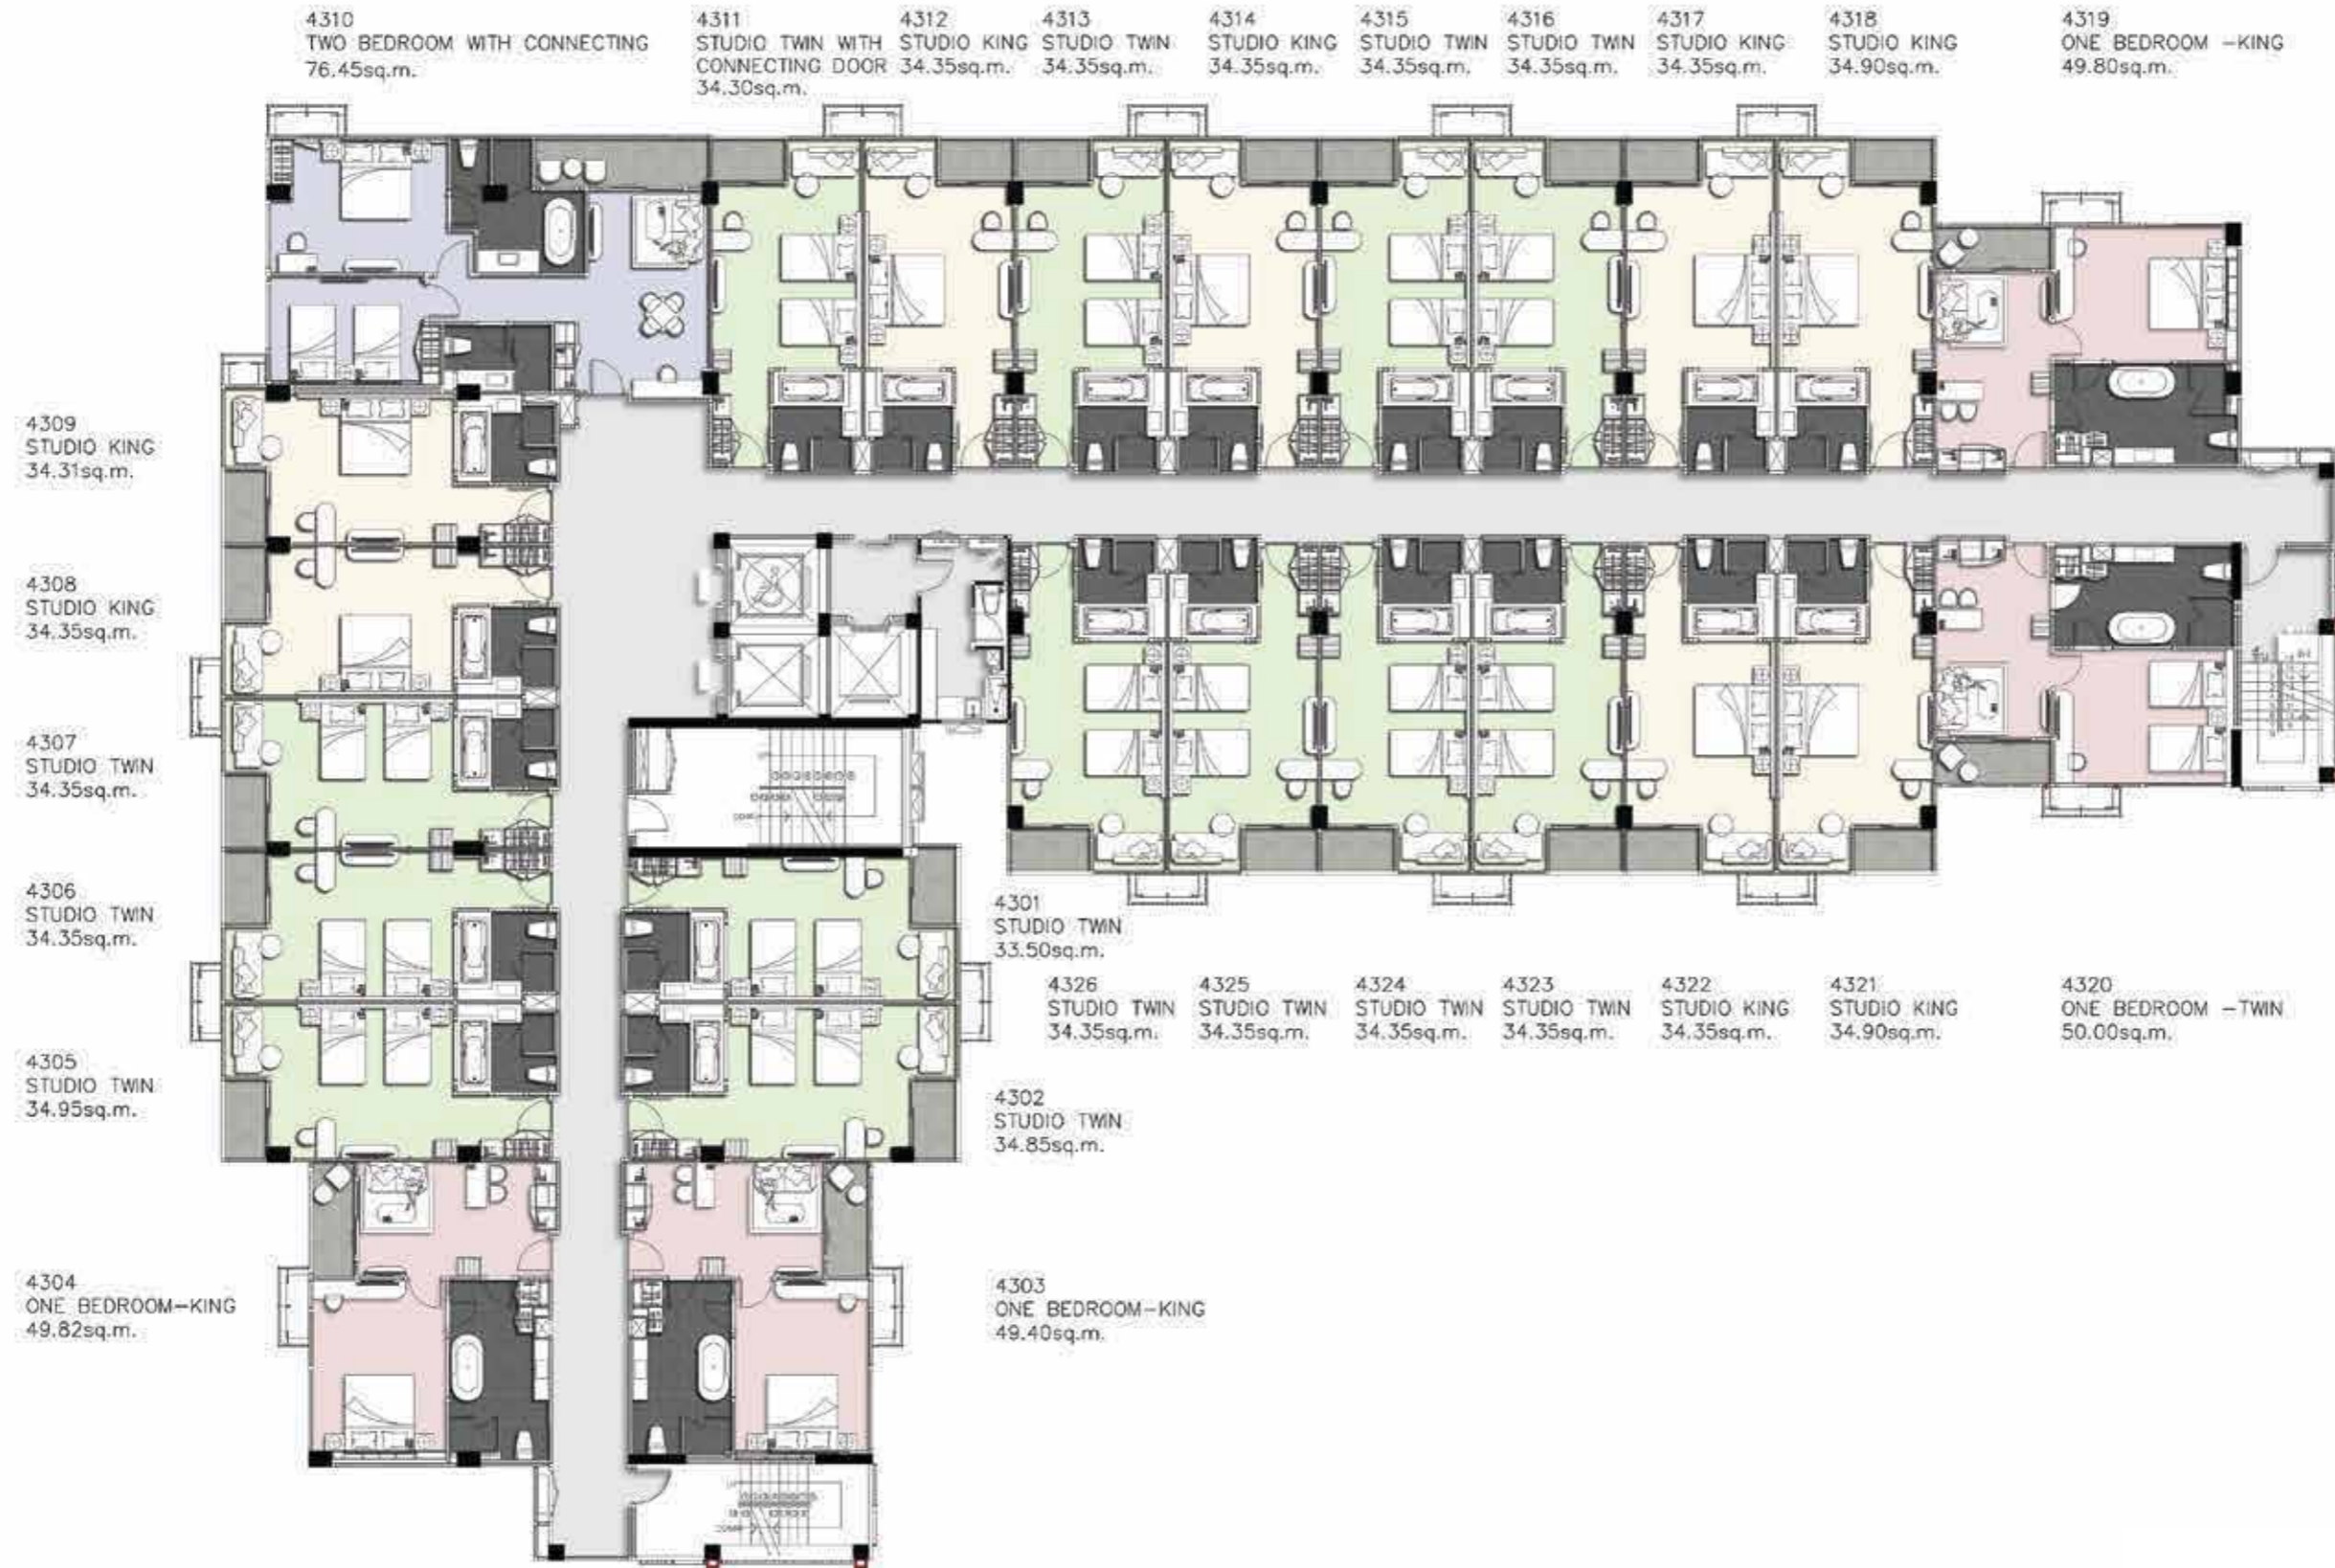 4310
TWO BEDROOM WITH CONNECTING
76.45sq.m.
4311
STUDIO TWIN WITH
CONNECTING DOOR
34.30sq.m.
4312
STUDIO KING
34.35sq.m.
4313
STUDIO TWIN
34.35sq.m.
4314
STUDIO KING
34.35sq.m.
4315
STUDIO TWIN
34.35sq.m.
4316
STUDIO TWIN
34.35sq.m.
4317
STUDIO KING
34.35sq.m.
4318
STUDIO KING
34.90sq.m.
4319
ONE BEDROOM -KING
49.80sq.m.
4309
STUDIO KING
34.31sq.m.
4308
STUDIO KING
34.35sq.m.
4307
STUDIO TWIN
34.35sq.m.
4306
STUDIO TWIN
34.35sq.m.
4305
STUDIO TWIN
34.95sq.m.
4304
ONE BEDROOM-KING
49.82sq.m.
4301
STUDIO TWIN
33.50sq.m.
4326
STUDIO TWIN
34.35sq.m.
4325
STUDIO TWIN
34.35sq.m.
4324
STUDIO TWIN
34.35sq.m.
4323
STUDIO TWIN
34.35sq.m.
4322
STUDIO KING
34.35sq.m.
4321
STUDIO KING
34.90sq.m.
4320
ONE BEDROOM -TWIN
50.00sq.m.
4302
STUDIO TWIN
34.85sq.m.
4303
ONE BEDROOM-KING
49.40sq.m.